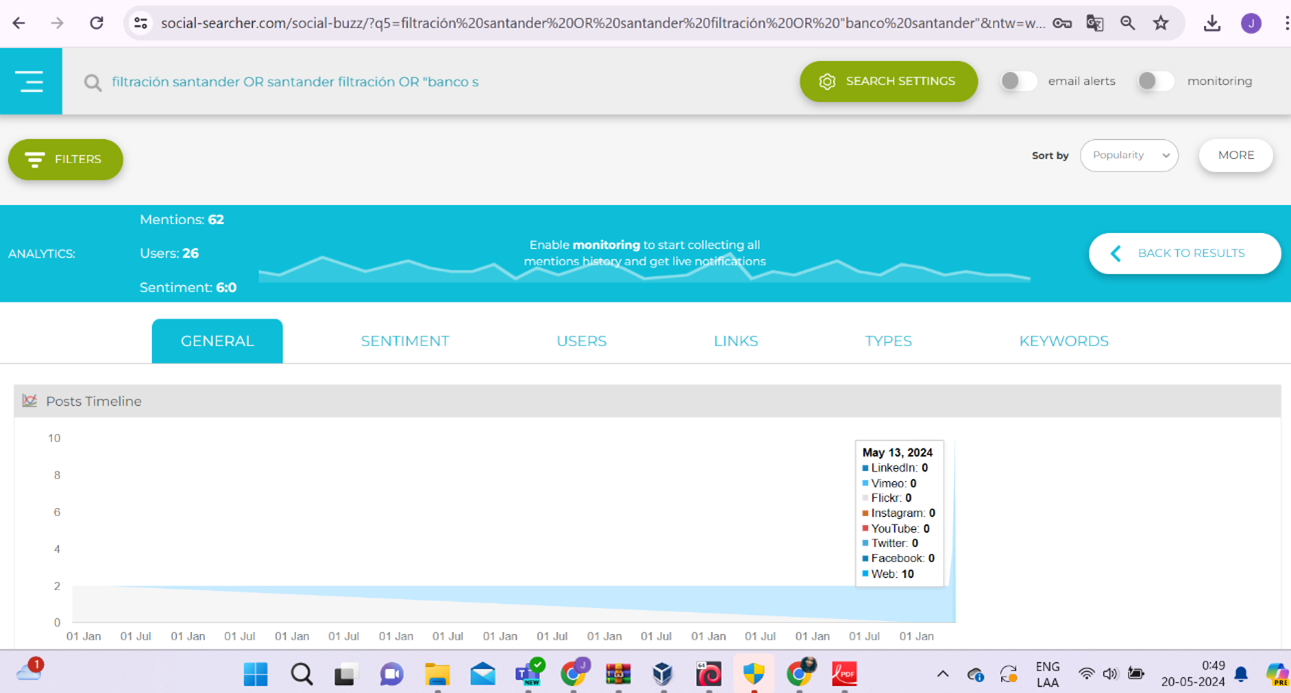 social-searcher.com/social-buzz/?q5=filtración%20santander%20OR%20santander%20filtración%20OR%20"banco%20santander"&ntw=w...
J
filtración santander OR santander filtración OR "banco s
SEARCH SETTINGS
email alerts
monitoring
FILTERS
Sort by
Popularity
MORE
ANALYTICS:
Mentions: 62
Users: 26
Sentiment: 6:0
Enable monitoring to start collecting all
mentions history and get live notifications
BACK TO RESULTS
GENERAL
SENTIMENT
USERS
LINKS
TYPES
KEYWORDS
Posts Timeline
10
8
6
4
2
0
May 13, 2024
LinkedIn: 0
Vimeo: 0
Flickr: 0
Instagram: 0
YouTube: 0
Twitter: 0
Facebook: 0
Web: 10
01 Jan 01 Jul 01 Jan 01 Jul 01 Jan 01 Jul 01 Jan 01 Jul 01 Jan 01 Jul 01 Jan 01 Jul 01 Jan 01 Jul 01 Jan 01 Jul 01 Jan
1
NEW
J
PDF
ENG
LAA
0:49
20-05-2024
PRE